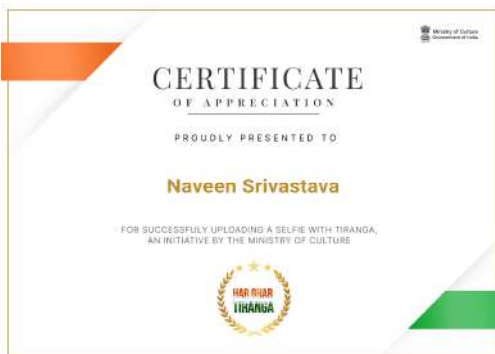 Ministry of Culture
Government of India
CERTIFICATE
OF APPRECIATION
PROUDLY PRESENTED TO
Naveen Srivastava
FOR SUCCESSFULY UPLOADING A SELFIE WITH TIRANGA,
AN INITIATIVE BY THE MINISTRY OF CULTURE
HAR GHAR
TIRANGA